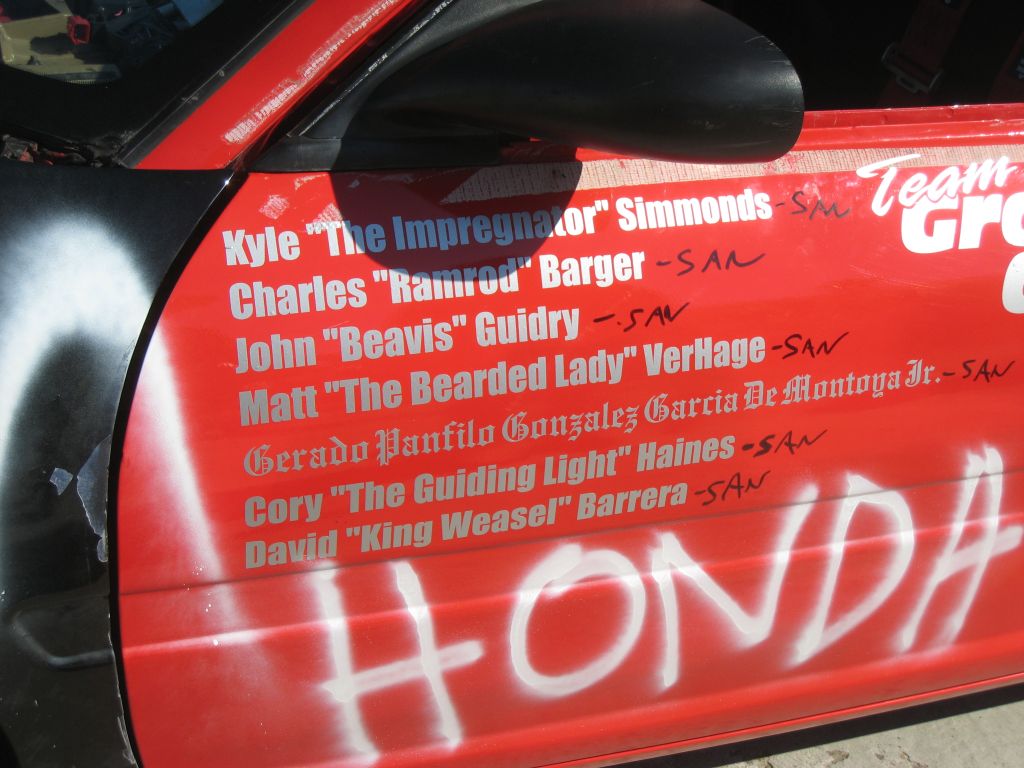 Kyle "The Impregnator" Simmonds -SAN
Charles "Ramrod" Barger -SAN
John "Beavis" Guidry -SAN
Matt "The Bearded Lady" VerHage -SAN
Gerado Panfilo Gonzalez Garcia De Montoya Jr. -SAN
Cory "The Guiding Light" Haines -SAN
David "King Weasel" Barrera -SAN
Team
HONDA